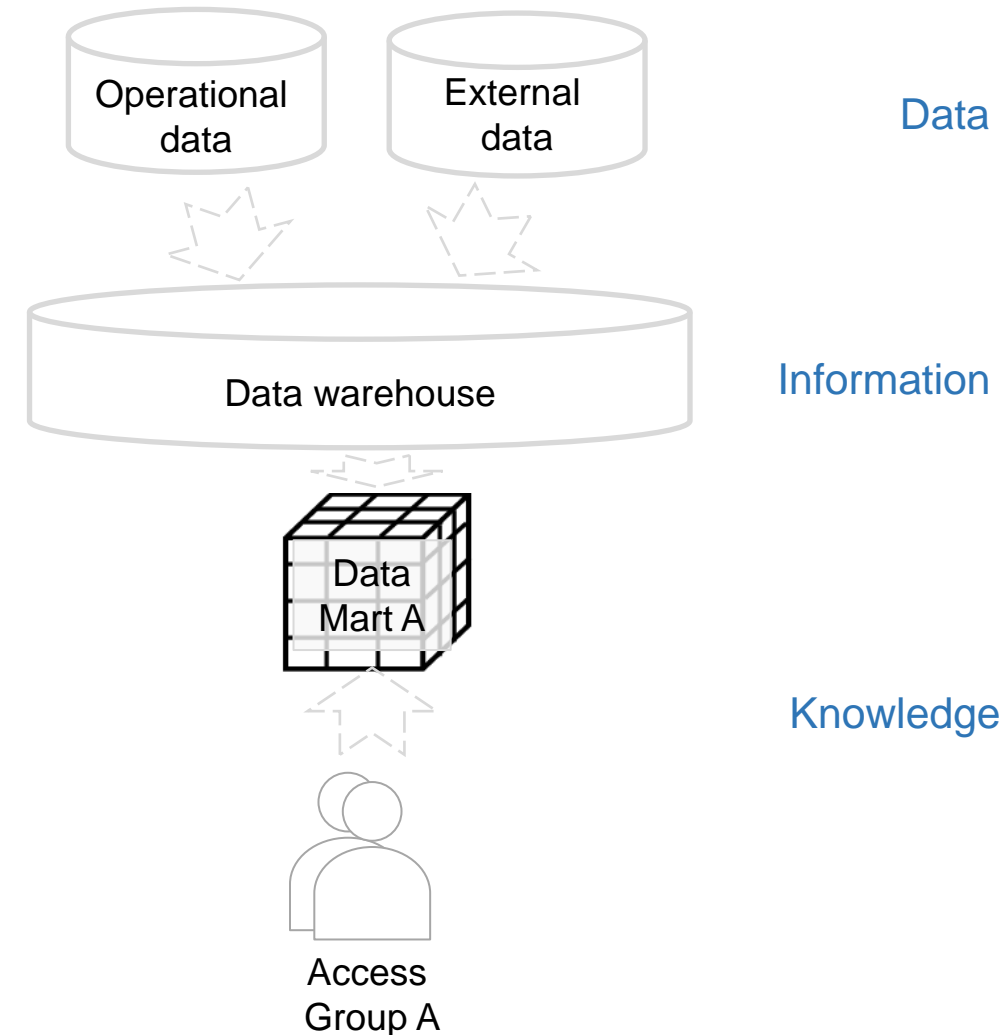 Operational
data
External
data
Data
Data warehouse
Information
Data
Mart A
Knowledge
Access
Group A